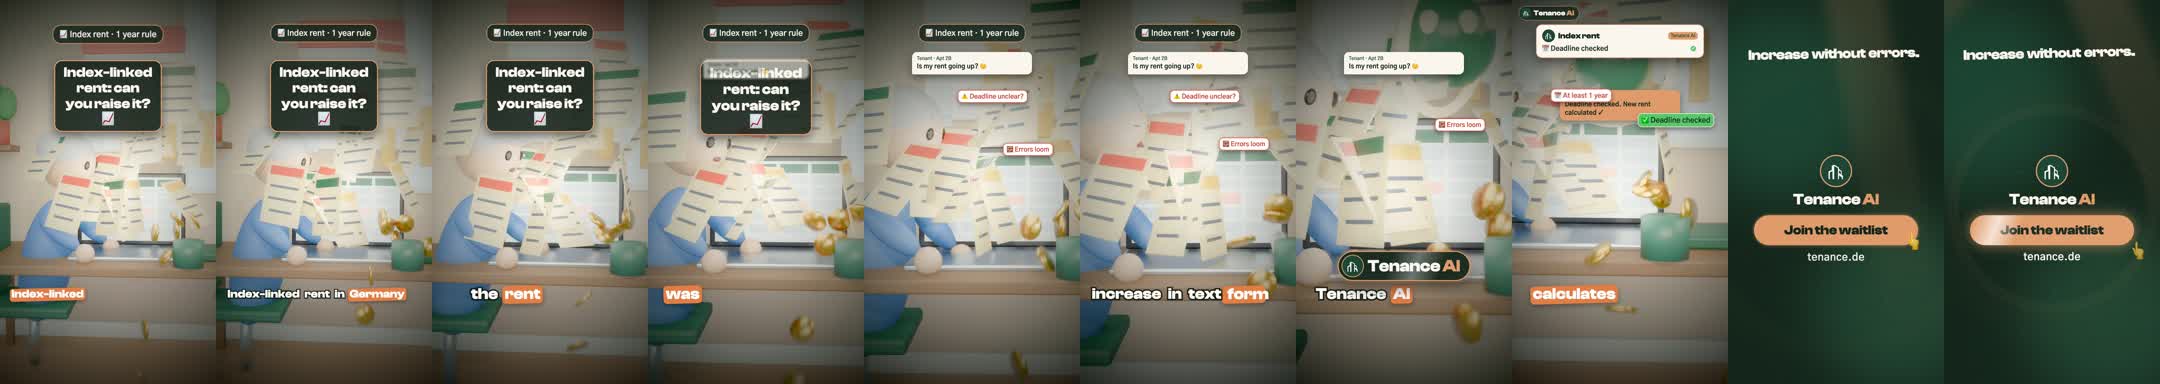 Index rent · 1 year rule
Index-linked
rent: can
you raise it?
Index-linked
Index rent · 1 year rule
Index-linked
rent: can
you raise it?
Index-linked rent in Germany
Index rent · 1 year rule
Index-linked
rent: can
you raise it?
the rent
Index rent · 1 year rule
Index-linked
rent: can
you raise it?
was
Index rent · 1 year rule
Tenant · Apt 2B
Is my rent going up?
Deadline unclear?
Errors loom
Index rent · 1 year rule
Tenant · Apt 2B
Is my rent going up?
Deadline unclear?
Errors loom
increase in text form
Tenant · Apt 2B
Is my rent going up?
Errors loom
Tenance AI
Tenance AI
Tenance AI
Index rent
Tenance AI
Deadline checked
At least 1 year
Deadline checked. New rent
calculated ✓
Deadline checked
calculates
Increase without errors.
Tenance AI
Join the waitlist
tenance.de
Increase without errors.
Tenance AI
Join the waitlist
tenance.de